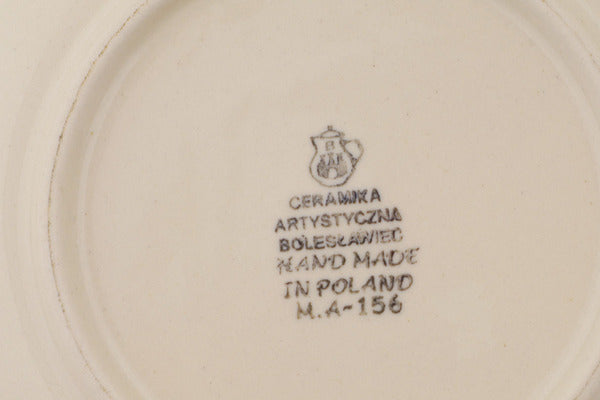 CERAMIKA
ARTYSTYCZNA
BOLESŁAWIEC
HAND MADE
IN POLAND
M.A-156